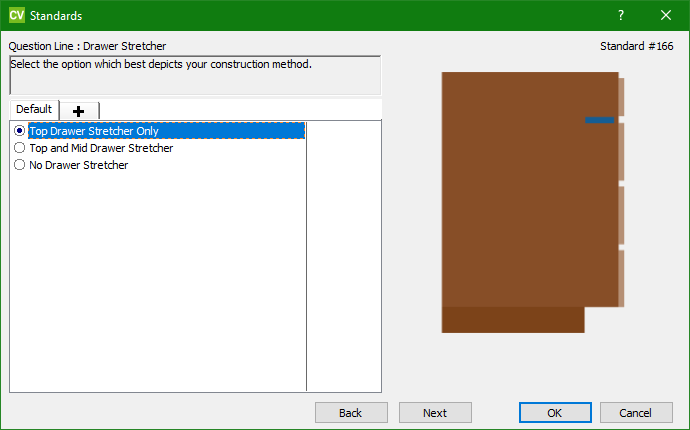 CV Standards
Question Line : Drawer Stretcher
Standard #166
Select the option which best depicts your construction method.
Default
Top Drawer Stretcher Only
Top and Mid Drawer Stretcher
No Drawer Stretcher
Back Next OK Cancel